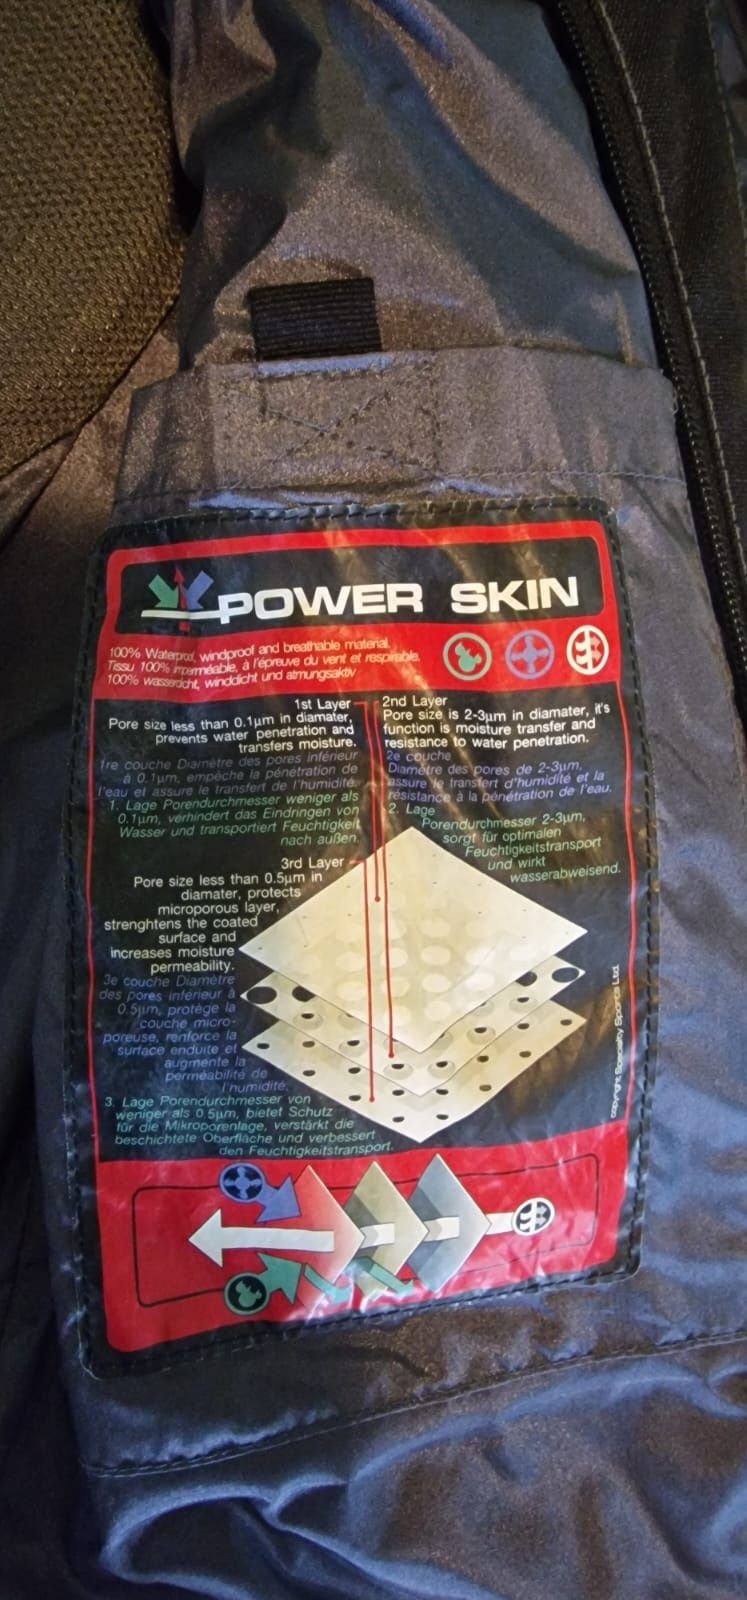 POWER SKIN
100% Waterproof, windproof and breathable material.
Tissu 100% imperméable, à l'épreuve du vent et respirable.
100% wasserdicht, winddicht und atmungsaktiv
1st Layer
Pore size less than 0.1µm in diamater,
prevents water penetration and
transfers moisture.
1re couche Diamètre des pores inférieur
à 0.1µm, empêche la pénétration de
l'eau et assure le transfert de l'humidité.
1. Lage Porendurchmesser weniger als
0.1µm, verhindert das Eindringen von
Wasser und transportiert Feuchtigkeit
nach außen.
2nd Layer
Pore size is 2-3µm in diamater, it's
function is moisture transfer and
resistance to water penetration.
2e couche
Diamètre des pores de 2-3µm,
assure le transfert d'humidité et la
résistance à la pénétration de l'eau.
2. Lage
Porendurchmesser 2-3µm,
sorgt für optimalen
Feuchtigkeitstransport
und wirkt
wasserabweisend.
3rd Layer
Pore size less than 0.5µm in
diamater, protects
microporous layer,
strenghtens the coated
surface and
increases moisture
permeability.
3e couche Diamètre
des pores inférieur à
0.5µm, protège la
couche micro-
poreuse, renforce la
surface enduite et
augmente la
perméabilité de
l'humidité.
3. Lage Porendurchmesser von
weniger als 0.5µm, bietet Schutz
für die Mikroporenlage, verstärkt die
beschichtete Oberfläche und verbessert
den Feuchtigkeitstransport.
copyright Specialty Sports Ltd.